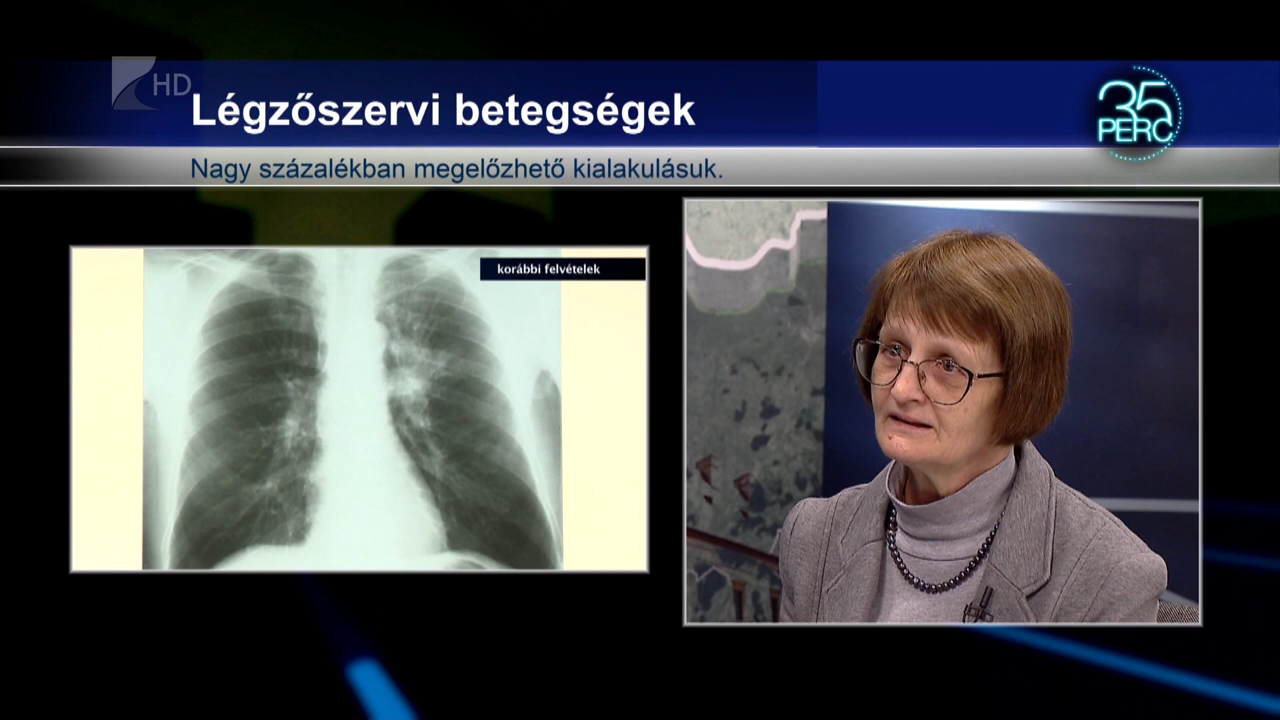 HD
Légzőszervi betegségek
35
PERC
Nagy százalékban megelőzhető kialakulásuk.
korábbi felvételek